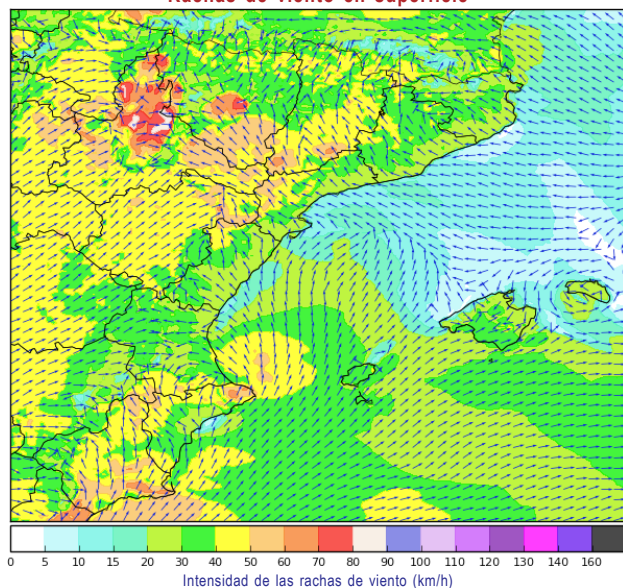 Rachas de viento en superficie
0 5 10 15 20 30 40 50 60 70 80 90 100 110 120 130 140 160
Intensidad de las rachas de viento (km/h)